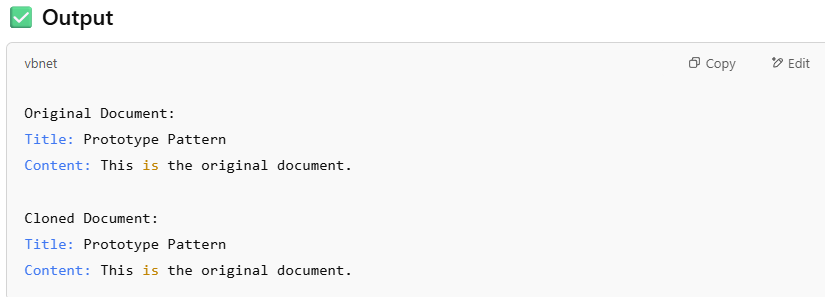 ✅ Output
vbnet Copy Edit
Original Document:
Title: Prototype Pattern
Content: This is the original document.
Cloned Document:
Title: Prototype Pattern
Content: This is the original document.